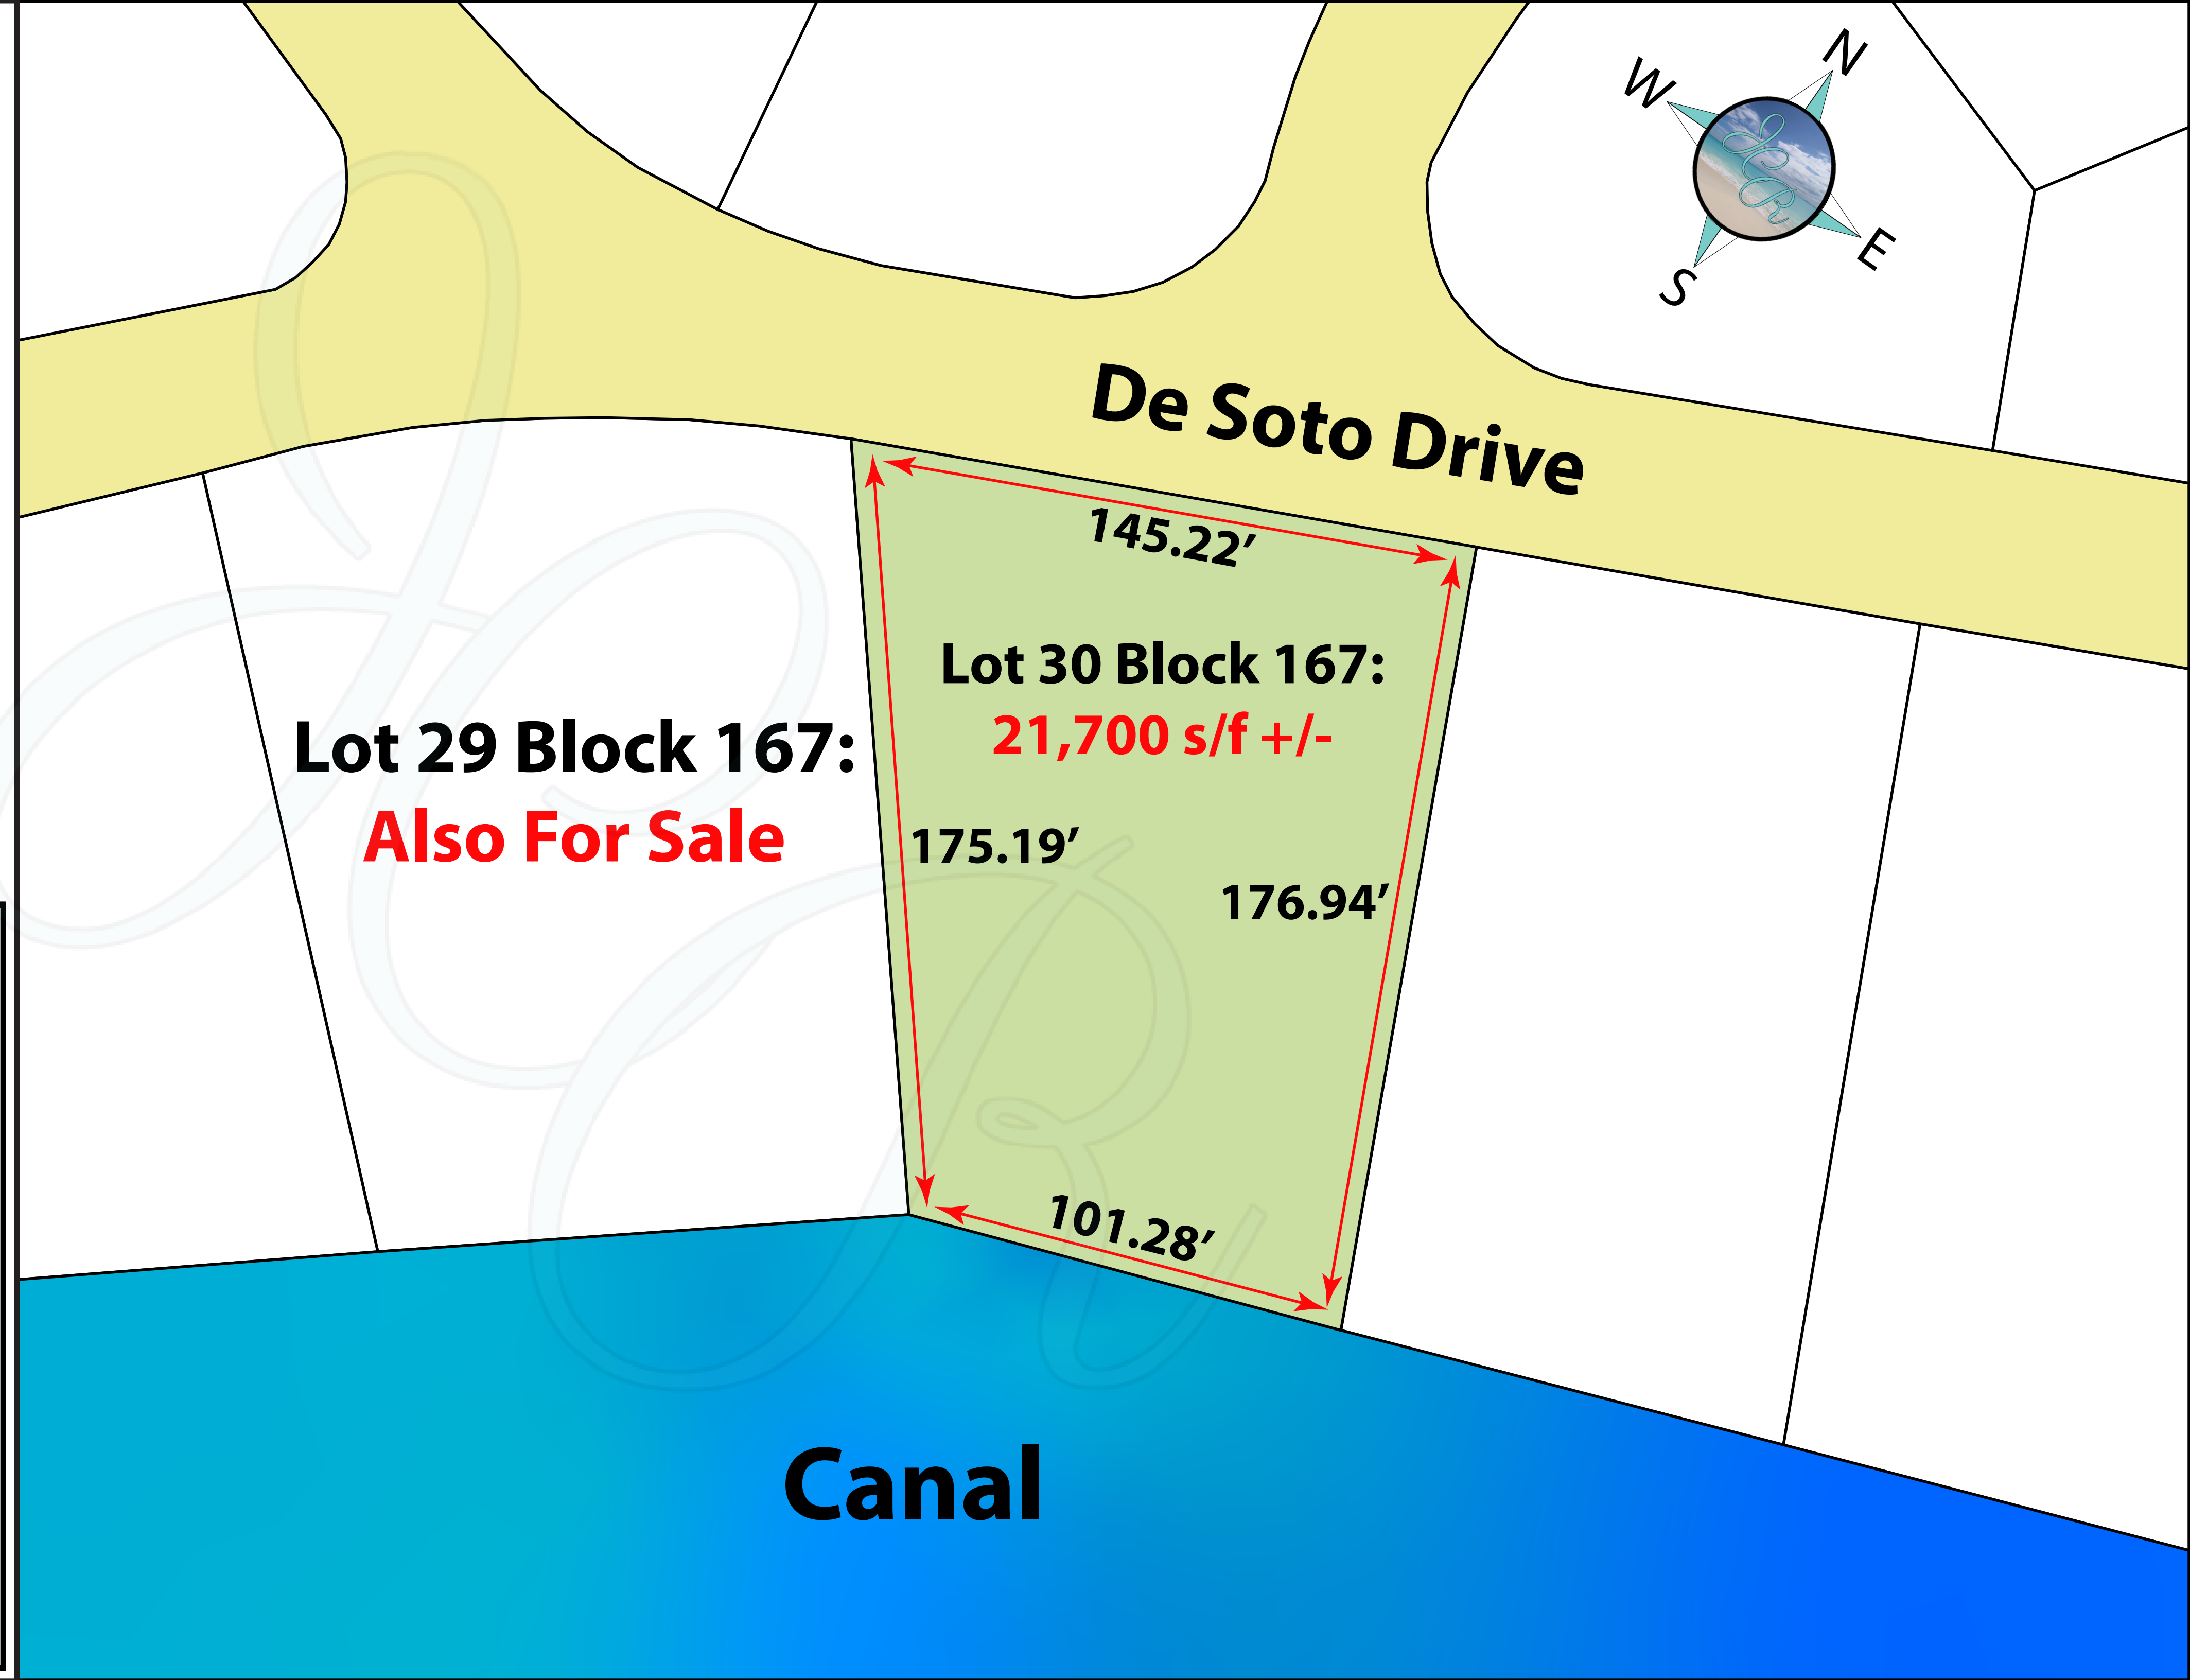 N
W
E
S
De Soto Drive
145.22′
Lot 30 Block 167:
21,700 s/f +/-
Lot 29 Block 167:
Also For Sale
175.19′
176.94′
101.28′
Canal
HCR